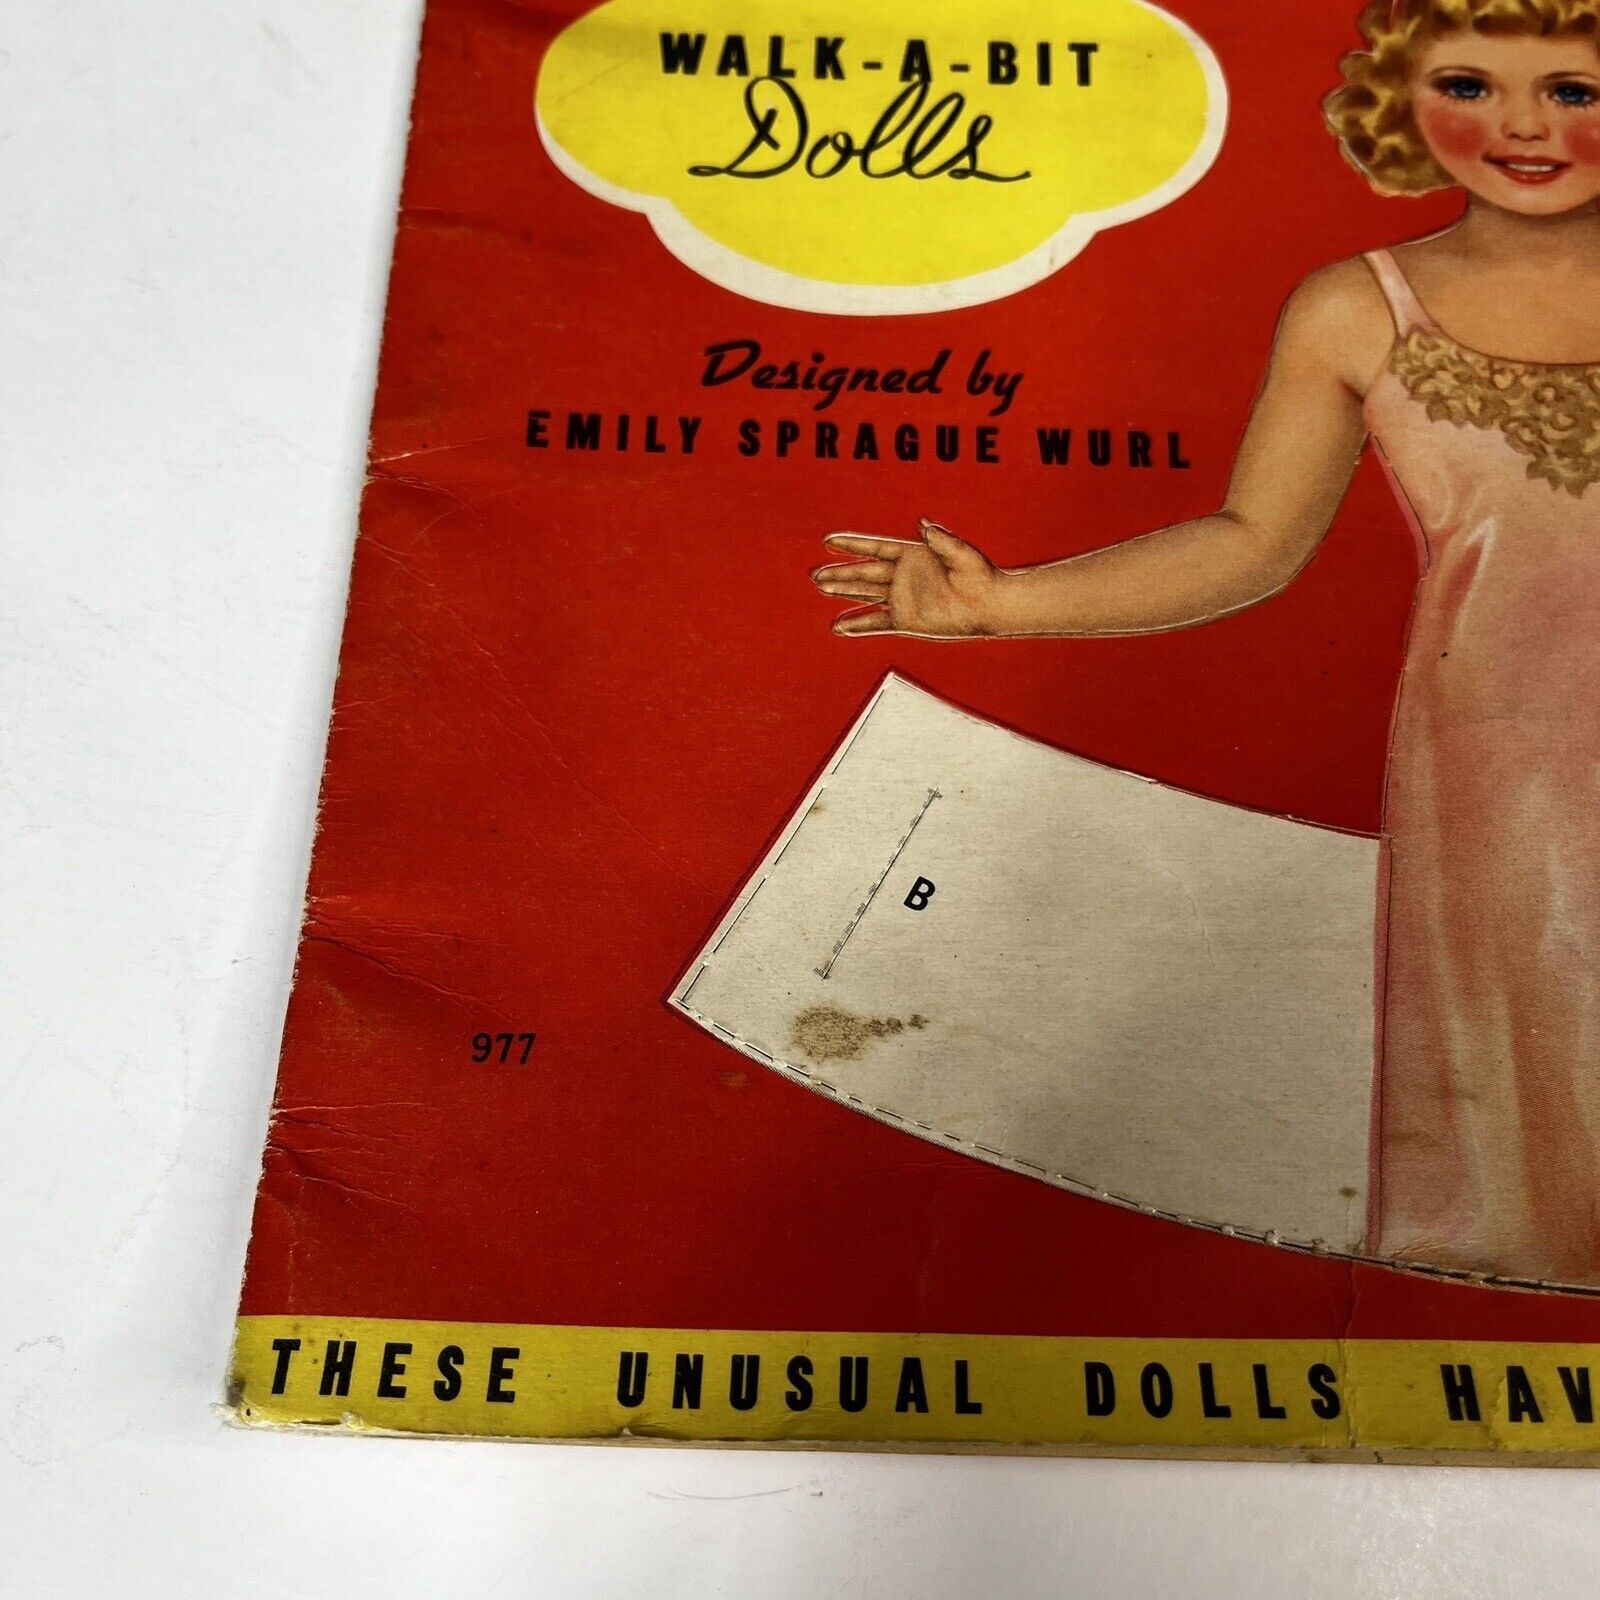 WALK-A-BIT
Dolls
Designed by
EMILY SPRAGUE WURL
B
977
THESE UNUSUAL DOLLS HAV